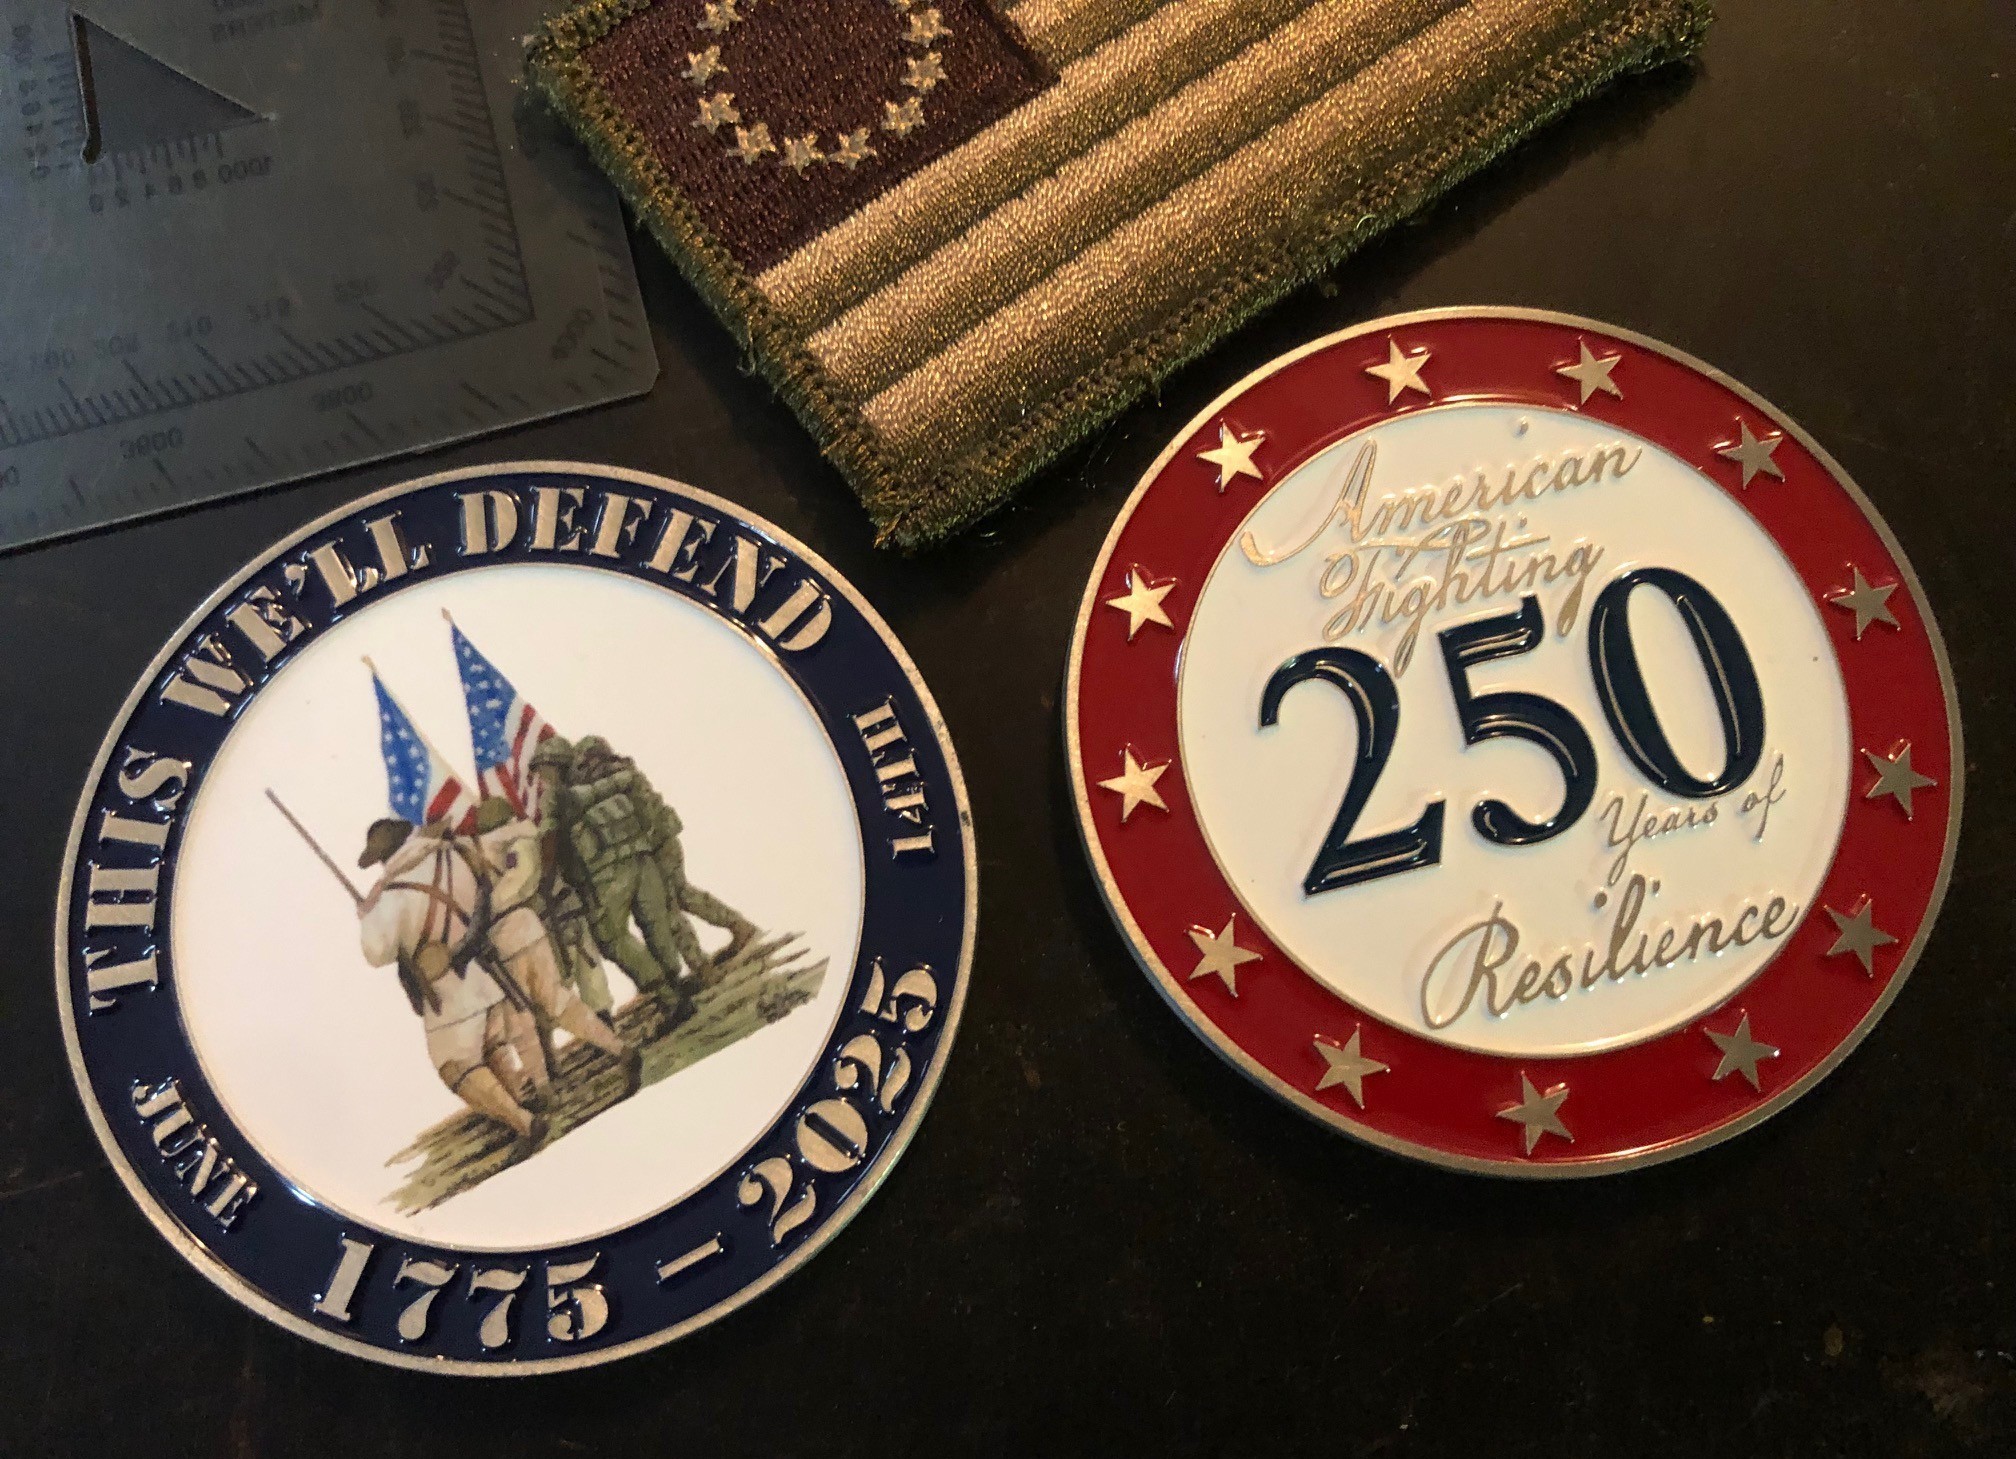 THIS WE'LL DEFEND
JUNE
14TH
1775 – 2025
American
Fighting
250
Years of
Resilience